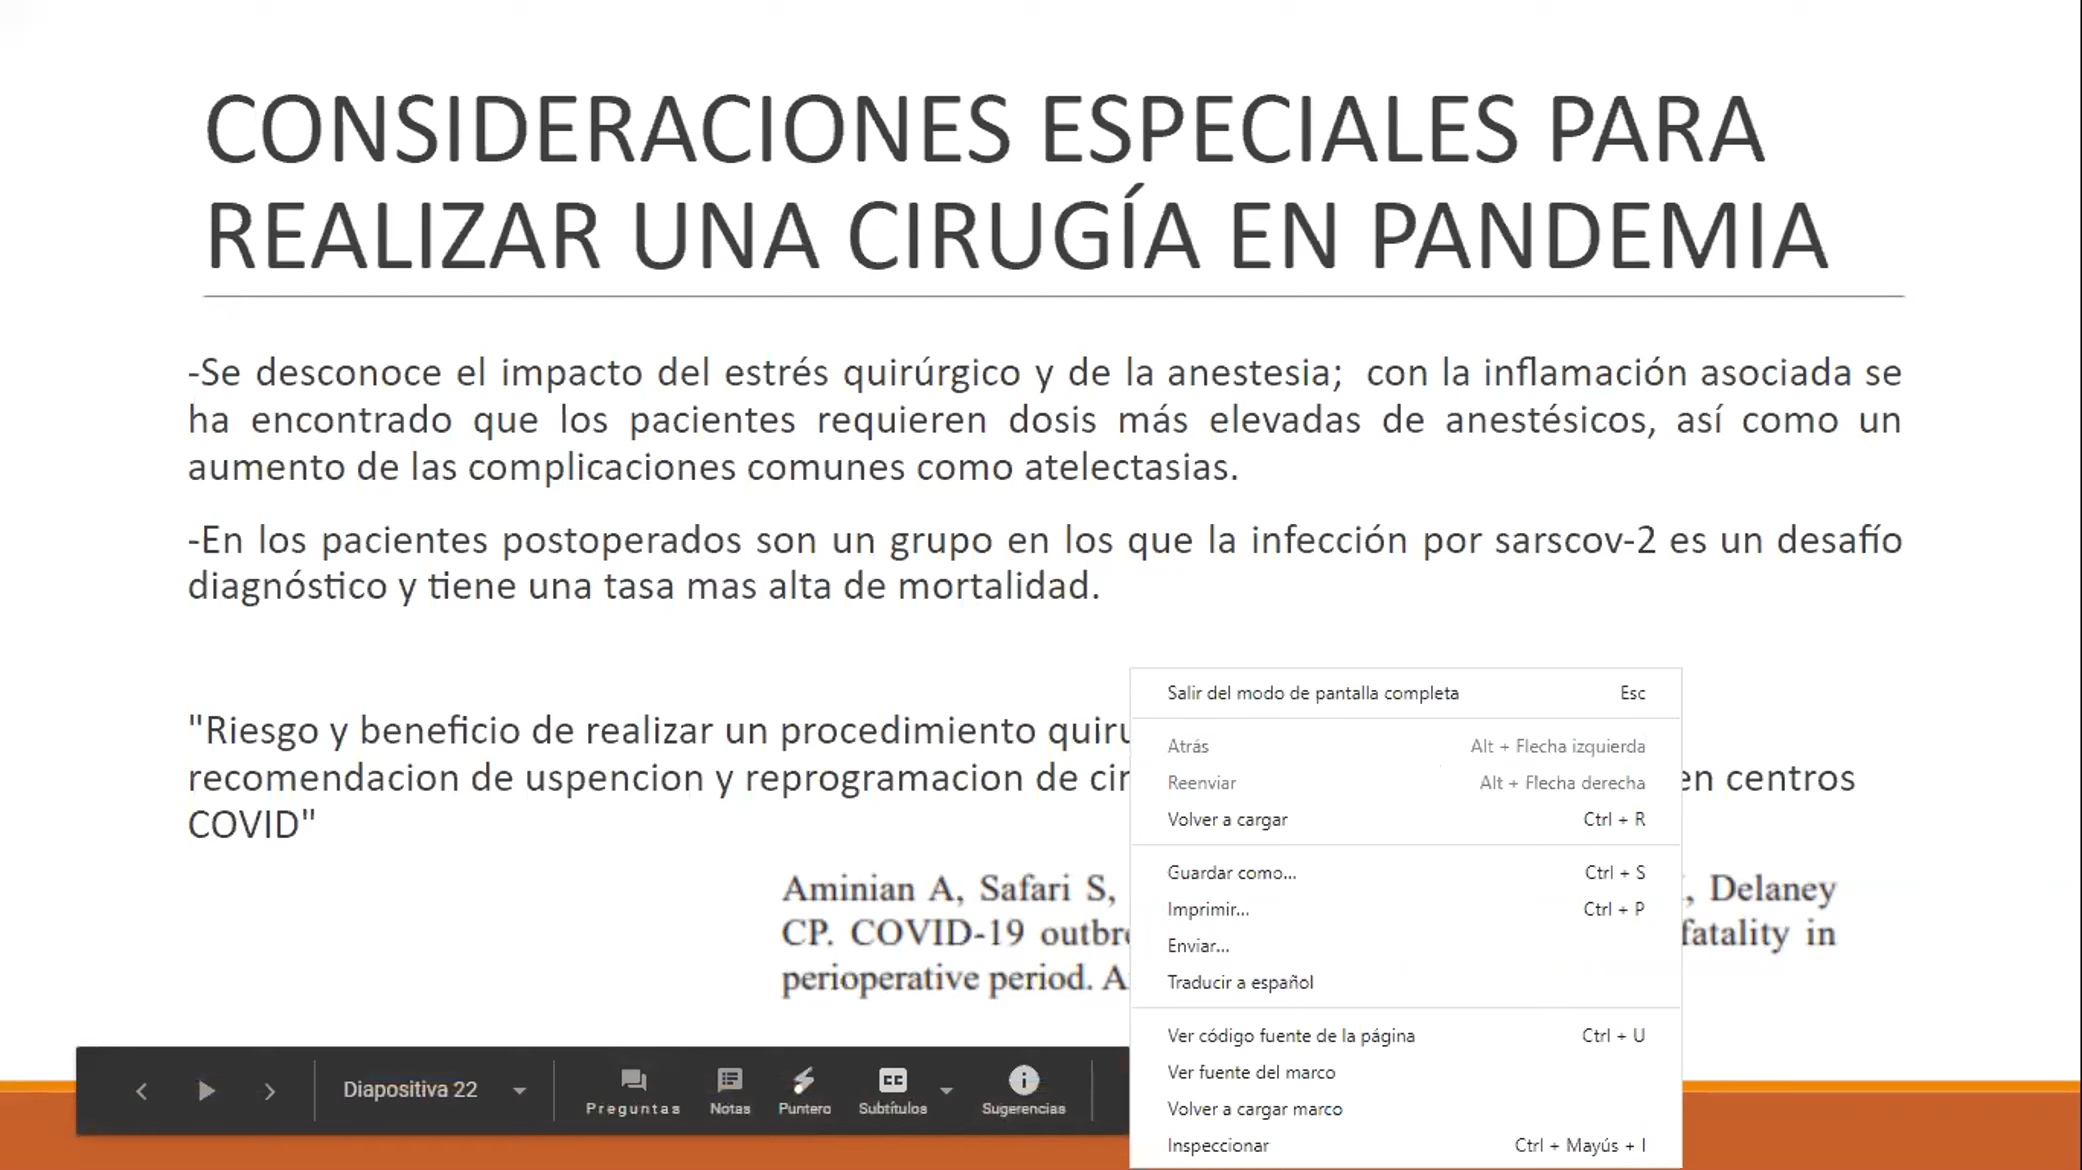 CONSIDERACIONES ESPECIALES PARA
REALIZAR UNA CIRUGÍA EN PANDEMIA
-Se desconoce el impacto del estrés quirúrgico y de la anestesia; con la inflamación asociada se
ha encontrado que los pacientes requieren dosis más elevadas de anestésicos, así como un
aumento de las complicaciones comunes como atelectasias.
-En los pacientes postoperados son un grupo en los que la infección por sarscov-2 es un desafío
diagnóstico y tiene una tasa mas alta de mortalidad.
"Riesgo y beneficio de realizar un procedimiento
recomendacion de uspencion y reprogramacion de en centros
COVID"
Aminian A, Safari S, Delaney
CP. COVID-19 fatality in
perioperative period.
Salir del modo de pantalla completa Esc
Atrás Alt + Flecha izquierda
Reenviar Alt + Flecha derecha
Volver a cargar Ctrl + R
Guardar como... Ctrl + S
Imprimir... Ctrl + P
Enviar...
Traducir a español
Ver código fuente de la página Ctrl + U
Ver fuente del marco
Volver a cargar marco
Inspeccionar Ctrl + Mayús + I
Diapositiva 22
Preguntas
Notas
Puntero
CC
Subtítulos
Sugerencias